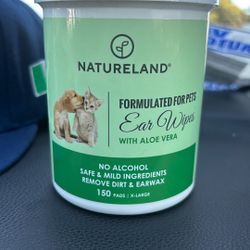 NATURELAND®
FORMULATED FOR PETS
Ear Wipes
WITH ALOE VERA
NO ALCOHOL
SAFE & MILD INGREDIENTS
REMOVE DIRT & EARWAX
150 PADS | X-LARGE